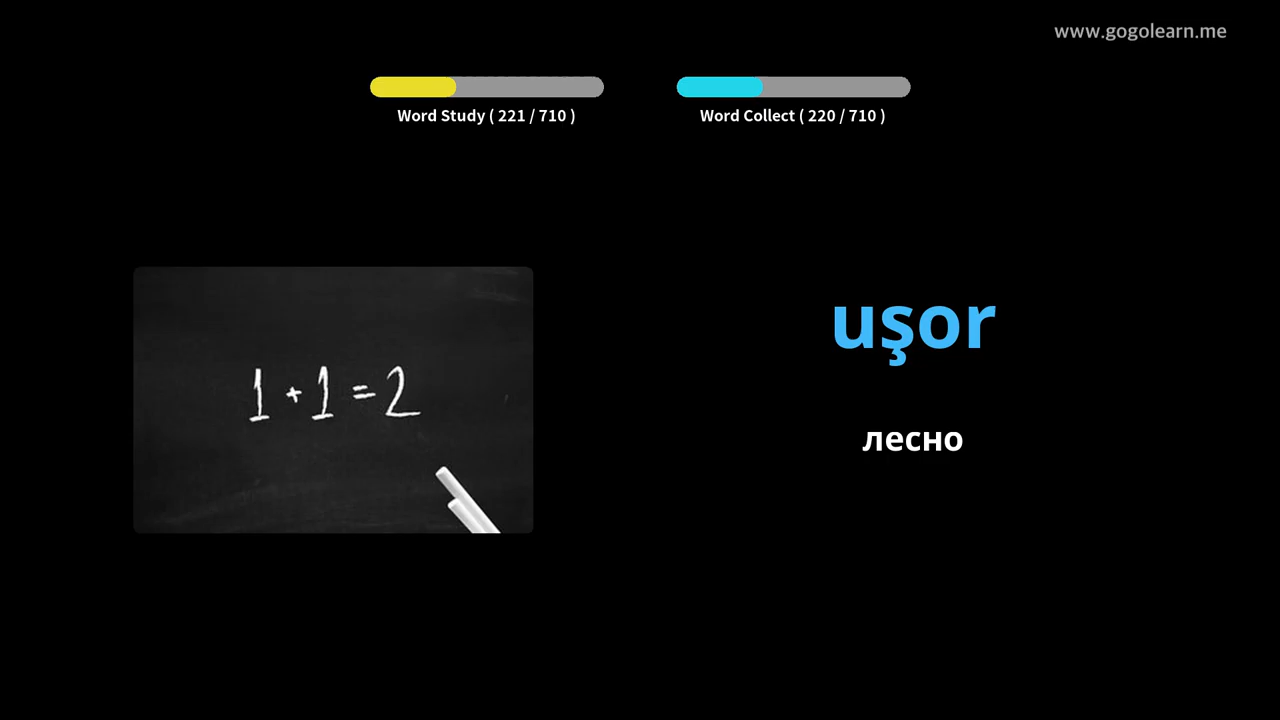 www.gogolearn.me
Word Study ( 221 / 710 )
Word Collect ( 220 / 710 )
1 + 1 = 2
uşor
лесно